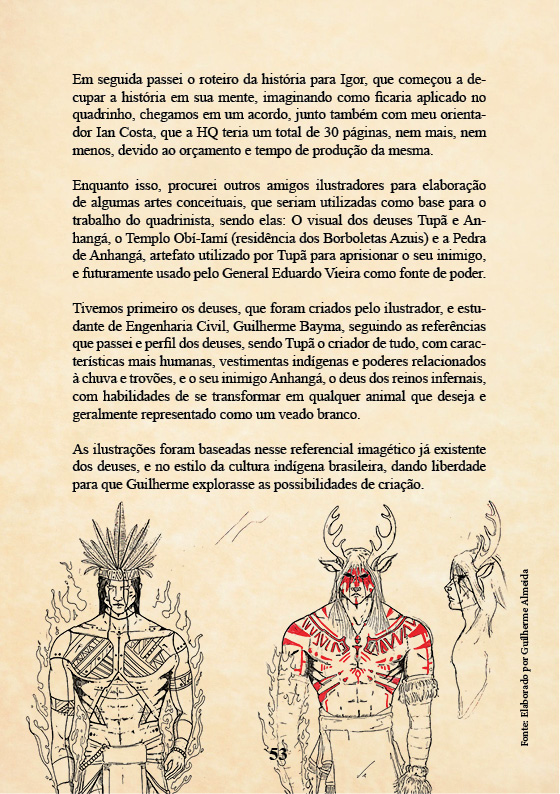 Em seguida passei o roteiro da história para Igor, que começou a de-
cupar a história em sua mente, imaginando como ficaria aplicado no
quadrinho, chegamos em um acordo, junto também com meu orienta-
dor Ian Costa, que a HQ teria um total de 30 páginas, nem mais, nem
menos, devido ao orçamento e tempo de produção da mesma.
Enquanto isso, procurei outros amigos ilustradores para elaboração
de algumas artes conceituais, que seriam utilizadas como base para o
trabalho do quadrinista, sendo elas: O visual dos deuses Tupã e An-
hangá, o Templo Obí-Iamí (residência dos Borboletas Azuis) e a Pedra
de Anhangá, artefato utilizado por Tupã para aprisionar o seu inimigo,
e futuramente usado pelo General Eduardo Vieira como fonte de poder.
Tivemos primeiro os deuses, que foram criados pelo ilustrador, e estu-
dante de Engenharia Civil, Guilherme Bayma, seguindo as referências
que passei e perfil dos deuses, sendo Tupã o criador de tudo, com carac-
terísticas mais humanas, vestimentas indígenas e poderes relacionados
à chuva e trovões, e o seu inimigo Anhangá, o deus dos reinos infernais,
com habilidades de se transformar em qualquer animal que deseja e
geralmente representado como um veado branco.
As ilustrações foram baseadas nesse referencial imagético já existente
dos deuses, e no estilo da cultura indígena brasileira, dando liberdade
para que Guilherme explorasse as possibilidades de criação.
Fonte: Elaborado por Guilherme Almeida
53